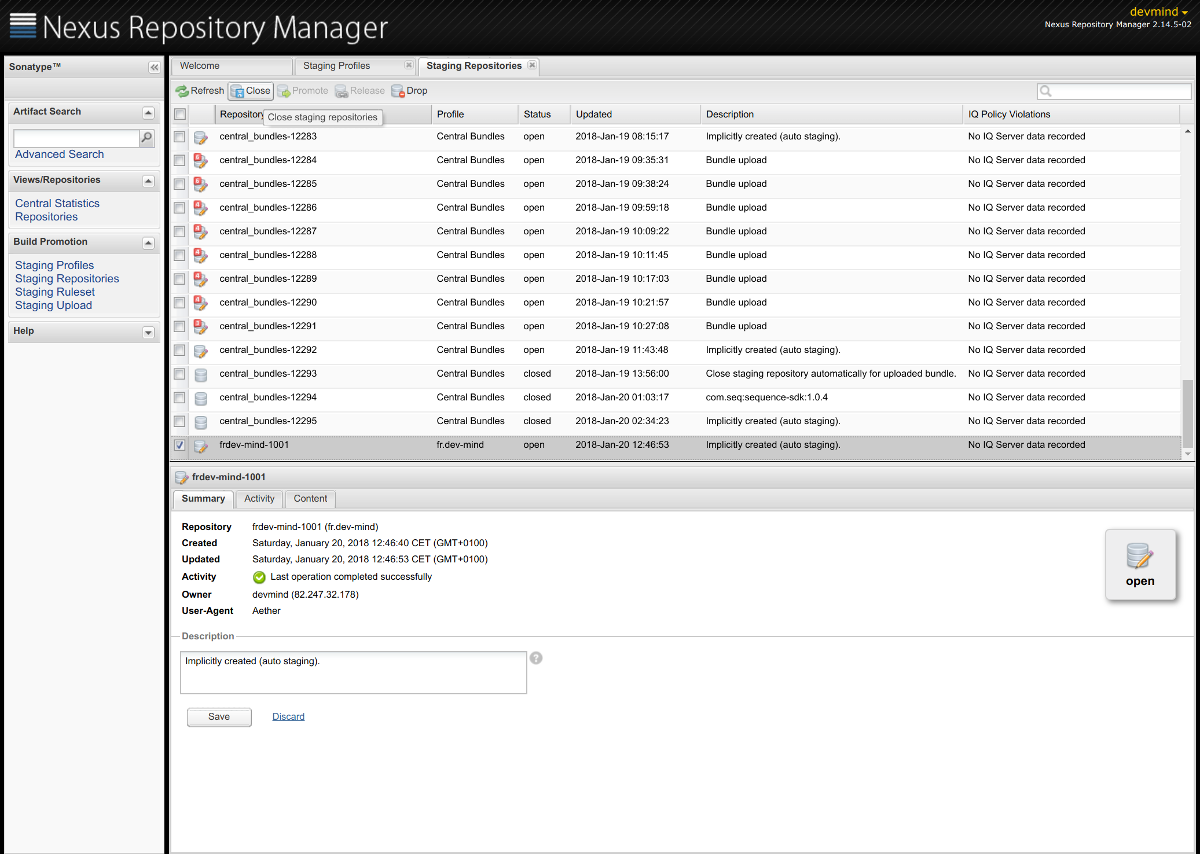 Nexus Repository Manager
devmind
Nexus Repository Manager 2.14.5-02
Sonatype™
Welcome Staging Profiles Staging Repositories
Refresh Close Promote Release Drop
Artifact Search
Advanced Search
Views/Repositories
Central Statistics
Repositories
Build Promotion
Staging Profiles
Staging Repositories
Staging Ruleset
Staging Upload
Help
Repository Profile Status Updated Description IQ Policy Violations
Close staging repositories
central_bundles-12283 Central Bundles open 2018-Jan-19 08:15:17 Implicitly created (auto staging). No IQ Server data recorded
central_bundles-12284 Central Bundles open 2018-Jan-19 09:35:31 Bundle upload No IQ Server data recorded
central_bundles-12285 Central Bundles open 2018-Jan-19 09:38:24 Bundle upload No IQ Server data recorded
central_bundles-12286 Central Bundles open 2018-Jan-19 09:59:18 Bundle upload No IQ Server data recorded
central_bundles-12287 Central Bundles open 2018-Jan-19 10:09:22 Bundle upload No IQ Server data recorded
central_bundles-12288 Central Bundles open 2018-Jan-19 10:11:45 Bundle upload No IQ Server data recorded
central_bundles-12289 Central Bundles open 2018-Jan-19 10:17:03 Bundle upload No IQ Server data recorded
central_bundles-12290 Central Bundles open 2018-Jan-19 10:21:57 Bundle upload No IQ Server data recorded
central_bundles-12291 Central Bundles open 2018-Jan-19 10:27:08 Bundle upload No IQ Server data recorded
central_bundles-12292 Central Bundles open 2018-Jan-19 11:43:48 Implicitly created (auto staging). No IQ Server data recorded
central_bundles-12293 Central Bundles closed 2018-Jan-19 13:56:00 Close staging repository automatically for uploaded bundle. No IQ Server data recorded
central_bundles-12294 Central Bundles closed 2018-Jan-20 01:03:17 com.seq:sequence-sdk:1.0.4 No IQ Server data recorded
central_bundles-12295 Central Bundles closed 2018-Jan-20 02:34:23 Implicitly created (auto staging). No IQ Server data recorded
frdev-mind-1001 fr.dev-mind open 2018-Jan-20 12:46:53 Implicitly created (auto staging). No IQ Server data recorded
frdev-mind-1001
Summary Activity Content
Repository frdev-mind-1001 (fr.dev-mind)
Created Saturday, January 20, 2018 12:46:40 CET (GMT+0100)
Updated Saturday, January 20, 2018 12:46:53 CET (GMT+0100)
Activity Last operation completed successfully
Owner devmind (82.247.32.178)
User-Agent Aether
open
Description
Implicitly created (auto staging).
?
Save Discard